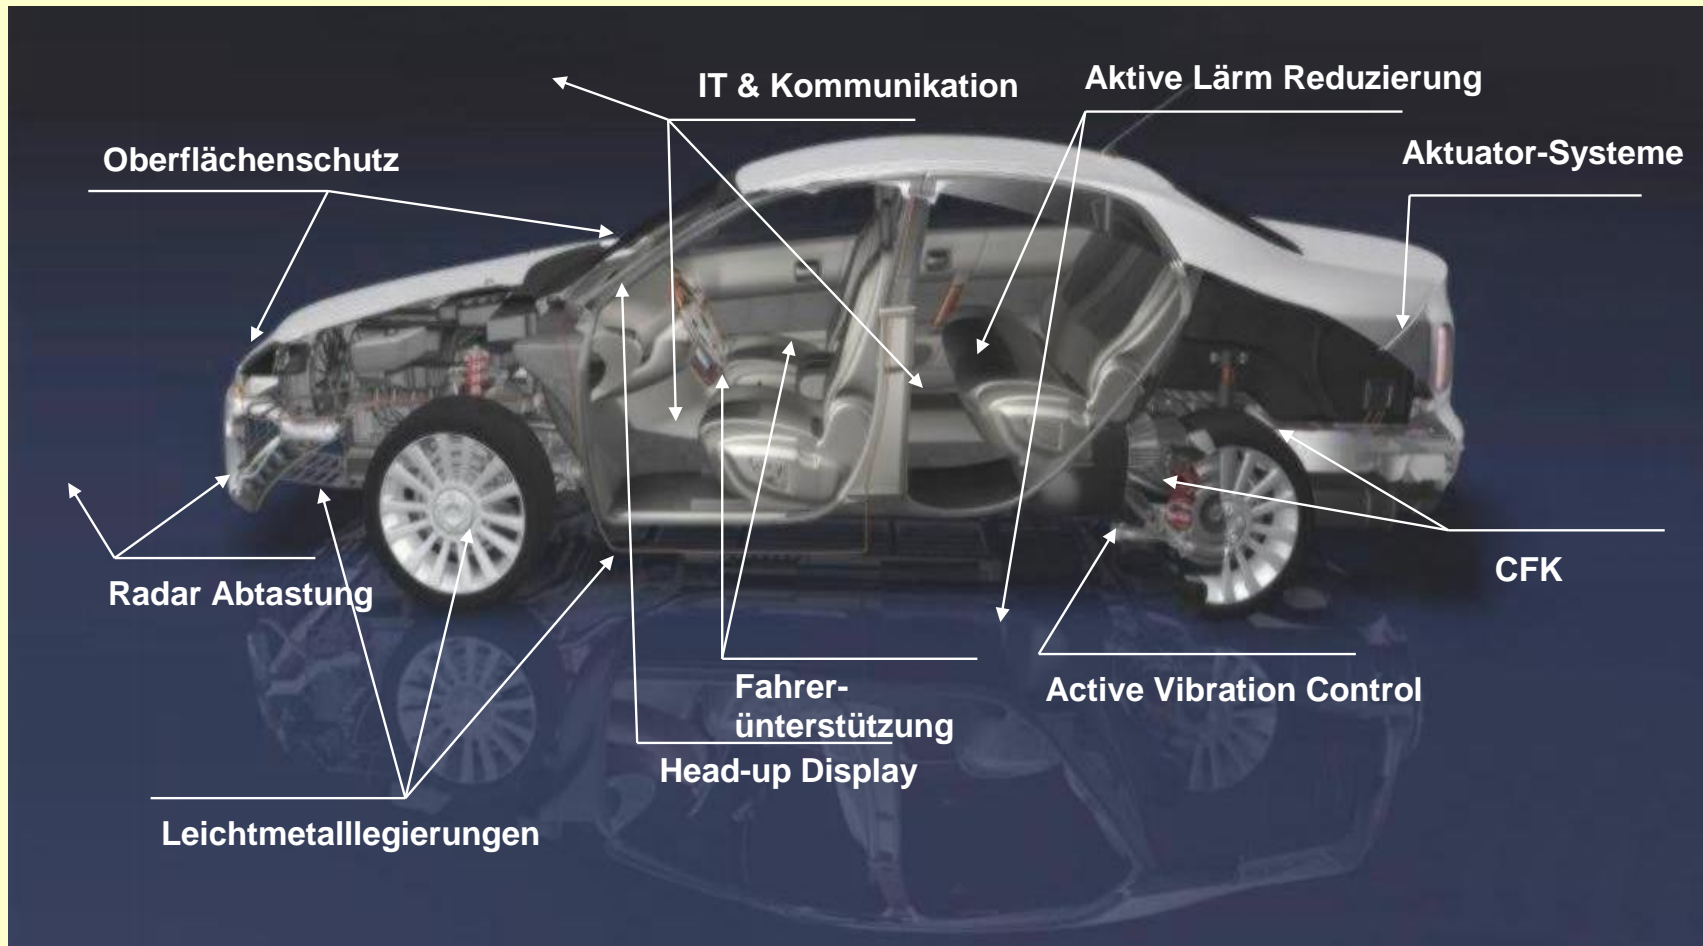 IT & Kommunikation
Aktive Lärm Reduzierung
Oberflächenschutz
Aktuator-Systeme
CFK
Radar Abtastung
Fahrer-
ünterstützung
Active Vibration Control
Head-up Display
Leichtmetalllegierungen